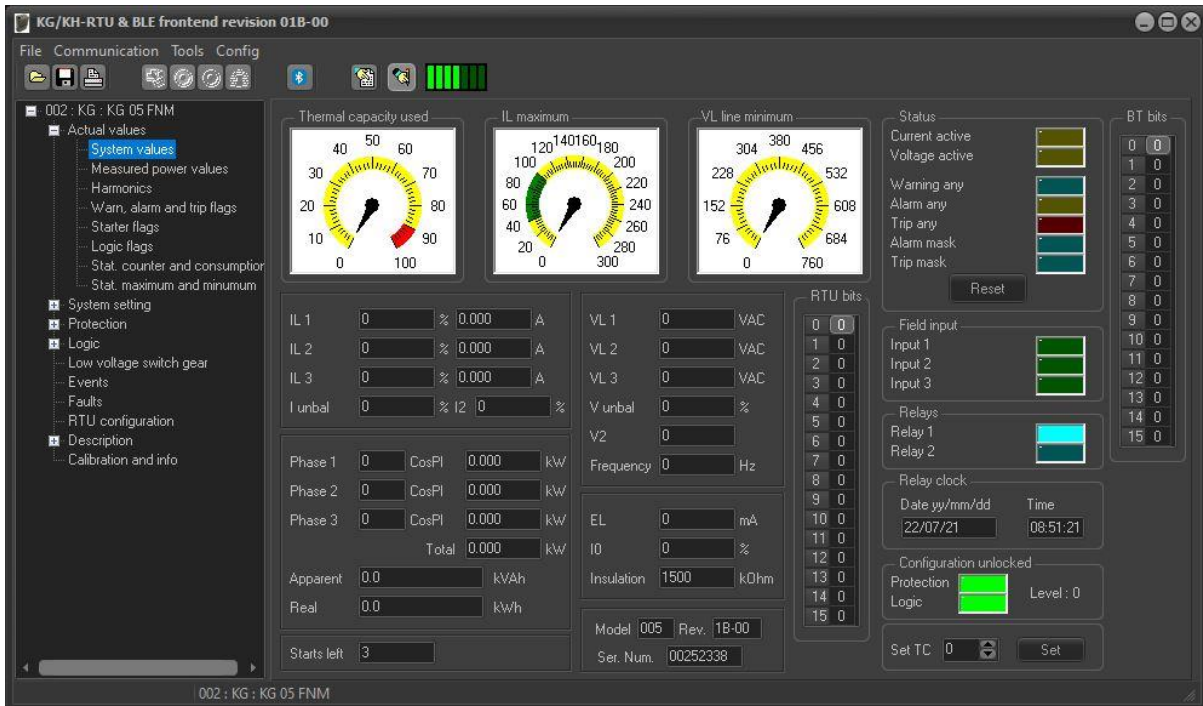 KG/KH-RTU & BLE frontend revision 01B-00
File Communication Tools Config
002 : KG : KG 05 FNM
Actual values
System values
Measured power values
Harmonics
Warn, alarm and trip flags
Starter flags
Logic flags
Stat. counter and consumption
Stat. maximum and minumum
System setting
Protection
Logic
Low voltage switch gear
Events
Faults
RTU configuration
Description
Calibration and info
Thermal capacity used
0 10 20 30 40 50 60 70 80 90 100
IL maximum
0 20 40 60 80 100 120 140 160 180 200 220 240 260 280 300
VL line minimum
0 76 152 228 304 380 456 532 608 684 760
IL 1 0 % 0.000 A
IL 2 0 % 0.000 A
IL 3 0 % 0.000 A
I unbal 0 % I2 0 %
Phase 1 0 CosPI 0.000 kW
Phase 2 0 CosPI 0.000 kW
Phase 3 0 CosPI 0.000 kW
Total 0.000 kW
Apparent 0.0 kVAh
Real 0.0 kWh
Starts left 3
VL 1 0 VAC
VL 2 0 VAC
VL 3 0 VAC
V unbal 0 %
V2 0
Frequency 0 Hz
EL 0 mA
I0 0 %
Insulation 1500 kOhm
Model 005 Rev. 1B-00
Ser. Num. 00252338
RTU bits
0 0
1 0
2 0
3 0
4 0
5 0
6 0
7 0
8 0
9 0
10 0
11 0
12 0
13 0
14 0
15 0
Status
Current active
Voltage active
Warning any
Alarm any
Trip any
Alarm mask
Trip mask
Reset
Field input
Input 1
Input 2
Input 3
Relays
Relay 1
Relay 2
Relay clock
Date yy/mm/dd Time
22/07/21 08:51:21
Configuration unlocked
Protection
Logic
Level : 0
Set TC 0 Set
BT bits
0 0
1 0
2 0
3 0
4 0
5 0
6 0
7 0
8 0
9 0
10 0
11 0
12 0
13 0
14 0
15 0
002 : KG : KG 05 FNM